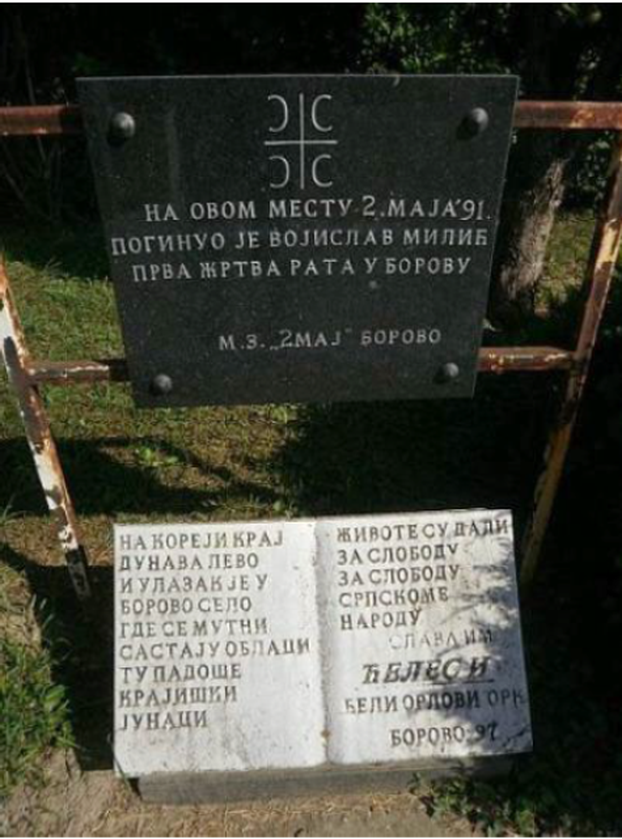 НА ОВОМ МЕСТУ 2.МАЈА'91.
ПОГИНУО ЈЕ ВОЈИСЛАВ МИЛИЋ
ПРВА ЖРТВА РАТА У БОРОВУ
М.З. „2МАЈ" БОРОВО
НА КОРЕЈИ КРАЈ
ДУНАВА ЛЕВО
И УЛАЗАК ЈЕ У
БОРОВО СЕЛО
ГДЕ СЕ МУТНИ
САСТАЈУ ОБЛАЦИ
ТУ ПАДОШЕ
КРАЈИШКИ
ЈУНАЦИ
ЖИВОТЕ СУ ДАЛИ
ЗА СЛОБОДУ
ЗА СЛОБОДУ
СРПСКОМЕ
НАРОДУ
СЛАВА ИМ
ЋЕЛЕСИ
БЕЛИ ОРЛОВИ
БОРОВО: 97